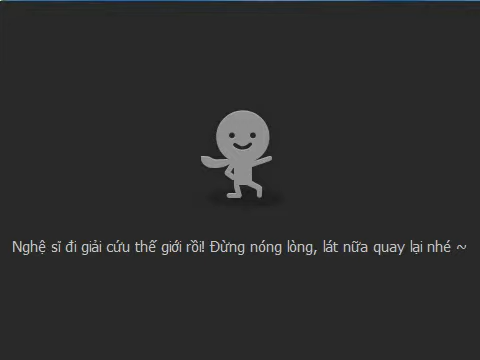 Nghệ sĩ đi giải cứu thế giới rồi! Đừng nóng lòng, lát nữa quay lại nhé ~